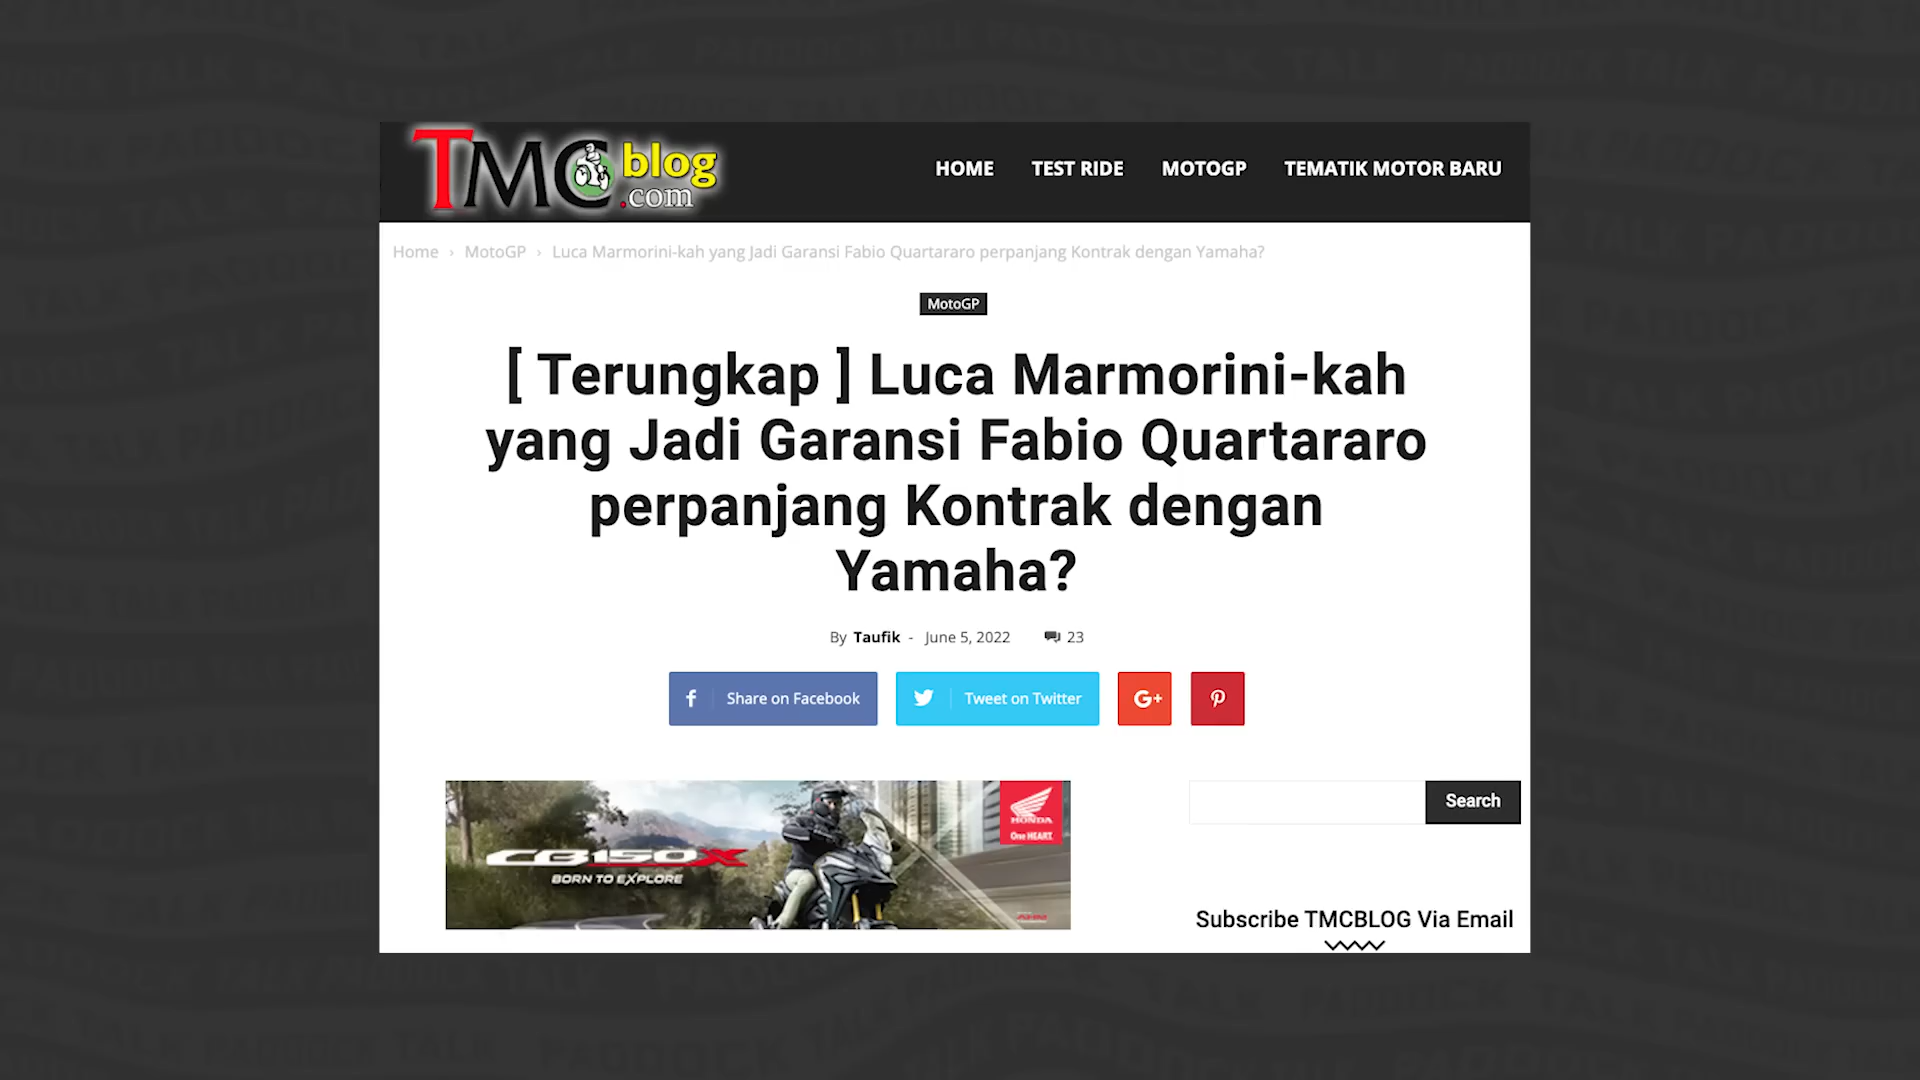 TMCblog
.com
HOME TEST RIDE MOTOGP TEMATIK MOTOR BARU
Home › MotoGP › Luca Marmorini-kah yang Jadi Garansi Fabio Quartararo perpanjang Kontrak dengan Yamaha?
MotoGP
[ Terungkap ] Luca Marmorini-kah
yang Jadi Garansi Fabio Quartararo
perpanjang Kontrak dengan
Yamaha?
By Taufik - June 5, 2022 23
Share on Facebook
Tweet on Twitter
G+
HONDA
One HEART.
CB150X
BORN TO EXPLORE
Search
Subscribe TMCBLOG Via Email